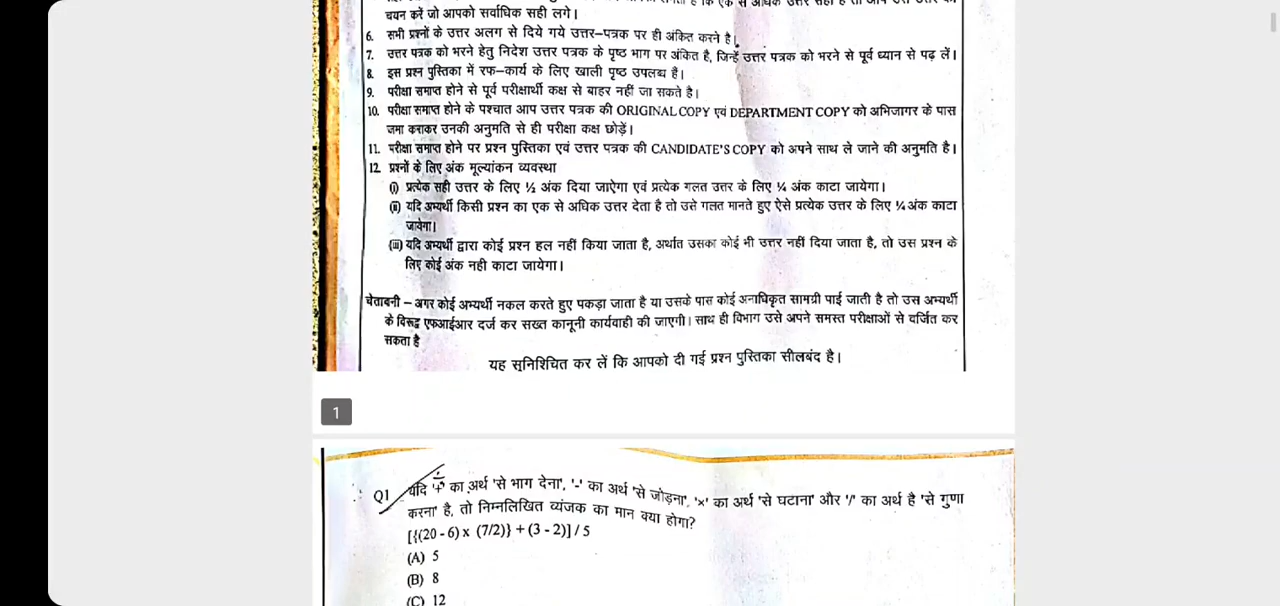 चयन करें जो आपको सर्वाधिक सही लगे।
6. सभी प्रश्नों के उत्तर अलग से दिये गये उत्तर-पत्रक पर ही अंकित करने है।
7. उत्तर पत्रक को भरने हेतु निदेश उत्तर पत्रक के पृष्ठ भाग पर अंकित है, जिन्हें उत्तर पत्रक को भरने से पूर्व ध्यान से पढ़ लें।
8. इस प्रश्न पुस्तिका में रफ-कार्य के लिए खाली पृष्ठ उपलब्ध हैं।
9. परीक्षा समाप्त होने से पूर्व परीक्षार्थी कक्ष से बाहर नहीं जा सकते है।
10. परीक्षा समाप्त होने के पश्चात आप उत्तर पत्रक की ORIGINAL COPY एवं DEPARTMENT COPY को अभिजागर के पास
जमा कराकर उनकी अनुमति से ही परीक्षा कक्ष छोड़ें।
11. परीक्षा समाप्त होने पर प्रश्न पुस्तिका एवं उत्तर पत्रक की CANDIDATE'S COPY को अपने साथ ले जाने की अनुमति है।
12. प्रश्नों के लिए अंक मूल्यांकन व्यवस्था
(i) प्रत्येक सही उत्तर के लिए ½ अंक दिया जाऐगा एवं प्रत्येक गलत उत्तर के लिए ¼ अंक काटा जायेगा।
(ii) यदि अभ्यर्थी किसी प्रश्न का एक से अधिक उत्तर देता है तो उसे गलत मानते हुए ऐसे प्रत्येक उत्तर के लिए ¼ अंक काटा
जायेगा।
(iii) यदि अभ्यर्थी द्वारा कोई प्रश्न हल नहीं किया जाता है, अर्थात उसका कोई भी उत्तर नहीं दिया जाता है, तो उस प्रश्न के
लिए कोई अंक नही काटा जायेगा।
चेतावनी – अगर कोई अभ्यर्थी नकल करते हुए पकड़ा जाता है या उसके पास कोई अनाधिकृत सामग्री पाई जाती है तो उस अभ्यर्थी
के विरूद्ध एफआईआर दर्ज कर सख्त कानूनी कार्यवाही की जाएगी। साथ ही विभाग उसे अपने समस्त परीक्षाओं से वर्जित कर
सकता है
यह सुनिश्चित कर लें कि आपको दी गई प्रश्न पुस्तिका सीलबंद है।
1
Q1 यदि '+' का अर्थ 'से भाग देना', '-' का अर्थ 'से जोड़ना', '×' का अर्थ 'से घटाना' और '/' का अर्थ है 'से गुणा
करना' है, तो निम्नलिखित व्यंजक का मान क्या होगा?
[{(20 - 6) x (7/2)} + (3 - 2)] / 5
(A) 5
(B) 8
(C) 12